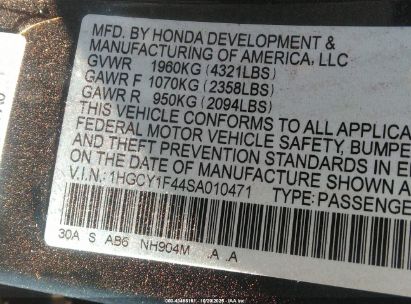 MFD. BY HONDA DEVELOPMENT &
MANUFACTURING OF AMERICA, LLC
GVWR 1960KG (4321LBS)
GAWR F 1070KG (2358LBS)
GAWR R 950KG (2094LBS)
THIS VEHICLE CONFORMS TO ALL APPLICA
FEDERAL MOTOR VEHICLE SAFETY, BUMPE
AND THEFT PREVENTION STANDARDS IN E
ON THE DATE OF MANUFACTURE SHOWN A
V.I.N.: 1HGCY1F44SA010471 TYPE: PASSENGE
30A S AB6 NH904M A A